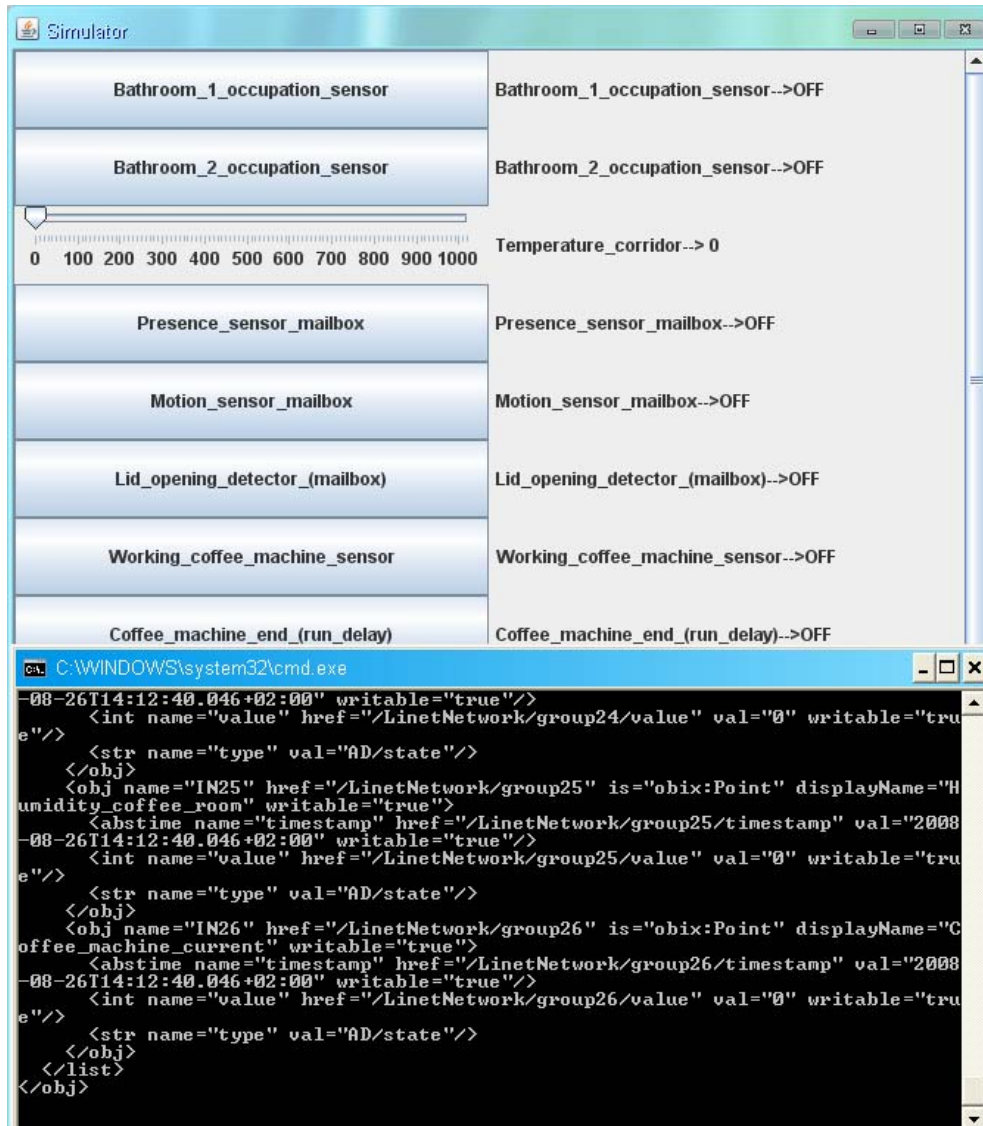 Simulator
Bathroom_1_occupation_sensor Bathroom_1_occupation_sensor-->OFF
Bathroom_2_occupation_sensor Bathroom_2_occupation_sensor-->OFF
0 100 200 300 400 500 600 700 800 900 1000 Temperature_corridor--> 0
Presence_sensor_mailbox Presence_sensor_mailbox-->OFF
Motion_sensor_mailbox Motion_sensor_mailbox-->OFF
Lid_opening_detector_(mailbox) Lid_opening_detector_(mailbox)-->OFF
Working_coffee_machine_sensor Working_coffee_machine_sensor-->OFF
Coffee_machine_end_(run_delay) Coffee_machine_end_(run_delay)-->OFF
C:\WINDOWS\system32\cmd.exe
-08-26T14:12:40.046+02:00" writable="true"/>
<int name="value" href="/LinetNetwork/group24/value" val="0" writable="tru
e"/>
<str name="type" val="AD/state"/>
</obj>
<obj name="IN25" href="/LinetNetwork/group25" is="obix:Point" displayName="H
umidity_coffee_room" writable="true">
<abstime name="timestamp" href="/LinetNetwork/group25/timestamp" val="2008
-08-26T14:12:40.046+02:00" writable="true"/>
<int name="value" href="/LinetNetwork/group25/value" val="0" writable="tru
e"/>
<str name="type" val="AD/state"/>
</obj>
<obj name="IN26" href="/LinetNetwork/group26" is="obix:Point" displayName="C
offee_machine_current" writable="true">
<abstime name="timestamp" href="/LinetNetwork/group26/timestamp" val="2008
-08-26T14:12:40.046+02:00" writable="true"/>
<int name="value" href="/LinetNetwork/group26/value" val="0" writable="tru
e"/>
<str name="type" val="AD/state"/>
</obj>
</list>
</obj>